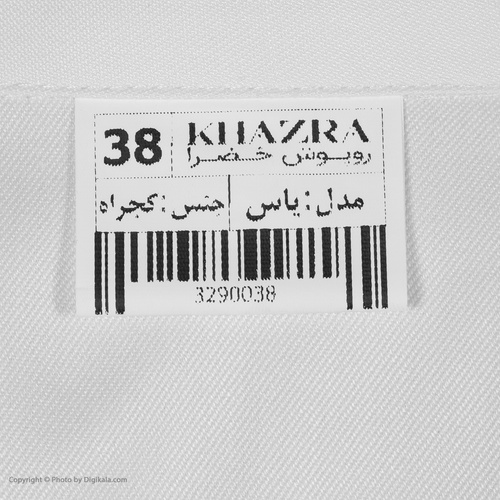 38
KHAZRA
روپوش خضرا
مدل: یاس
جنس: کجراه
3290038
Copyright © Photo by Digikala.com